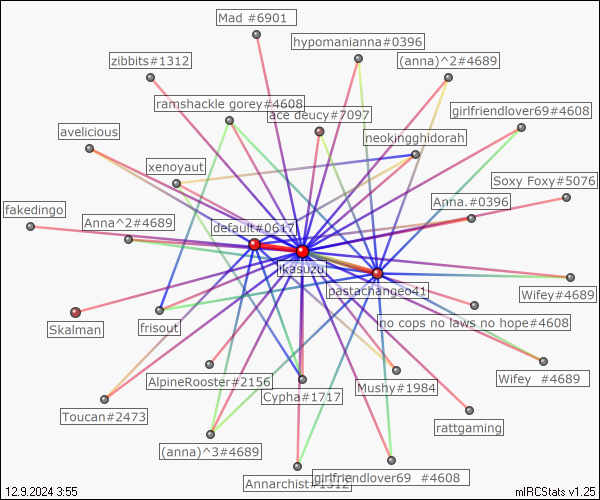 Mad #6901
hypomanianna#0396
zibbits#1312
(anna)^2#4689
ramshackle gorey#4608
ace deucy#7097
girlfriendlover69#4608
avelicious
neokingghidorah
xenoyaut
Soxy Foxy#5076
Anna.#0396
fakedingo
Anna^2#4689
default#0617
ikasuzu
pastachangeo41
Wifey#4689
Skalman
frisout
no cops no laws no hope#4608
AlpineRooster#2156
Mushy#1984
Wifey #4689
Cypha#1717
Toucan#2473
rattgaming
(anna)^3#4689
girlfriendlover69 #4608
Annarchist#1312
12.9.2024 3:55
mIRCStats v1.25